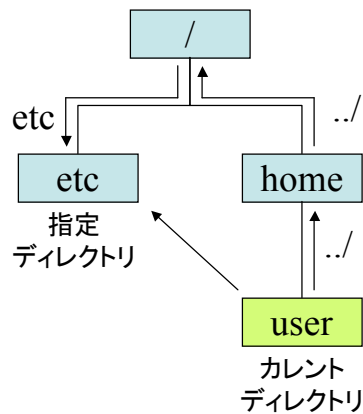 /
etc
../
etc
home
指定
ディレクトリ
../
user
カレント
ディレクトリ